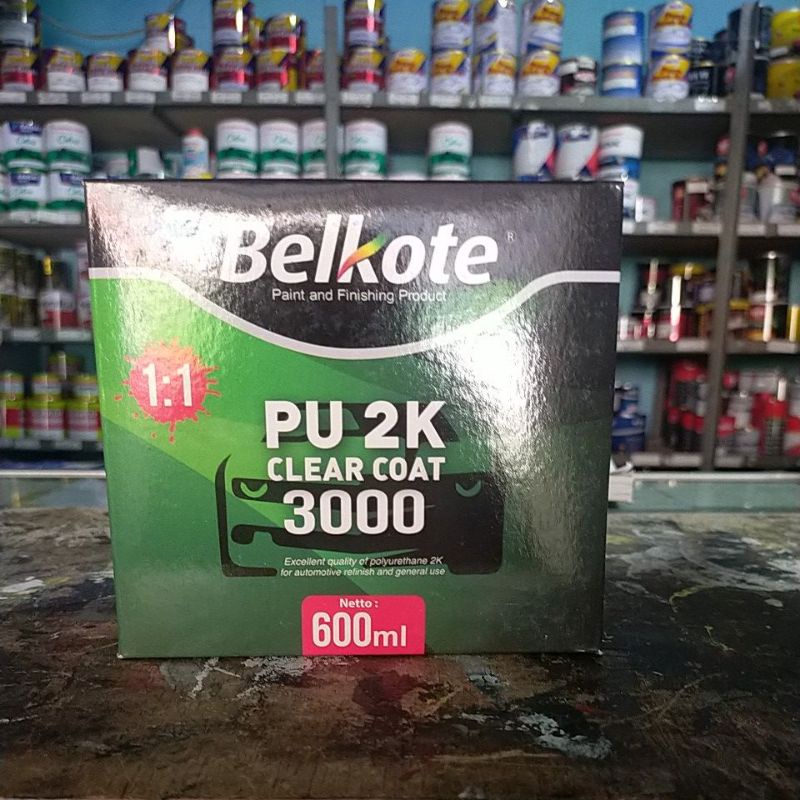 Belkote®
Paint and Finishing Product
1:1
PU 2K
CLEAR COAT
3000
Excellent quality of polyurethane 2K
for automotive refinish and general use
Netto :
600ml